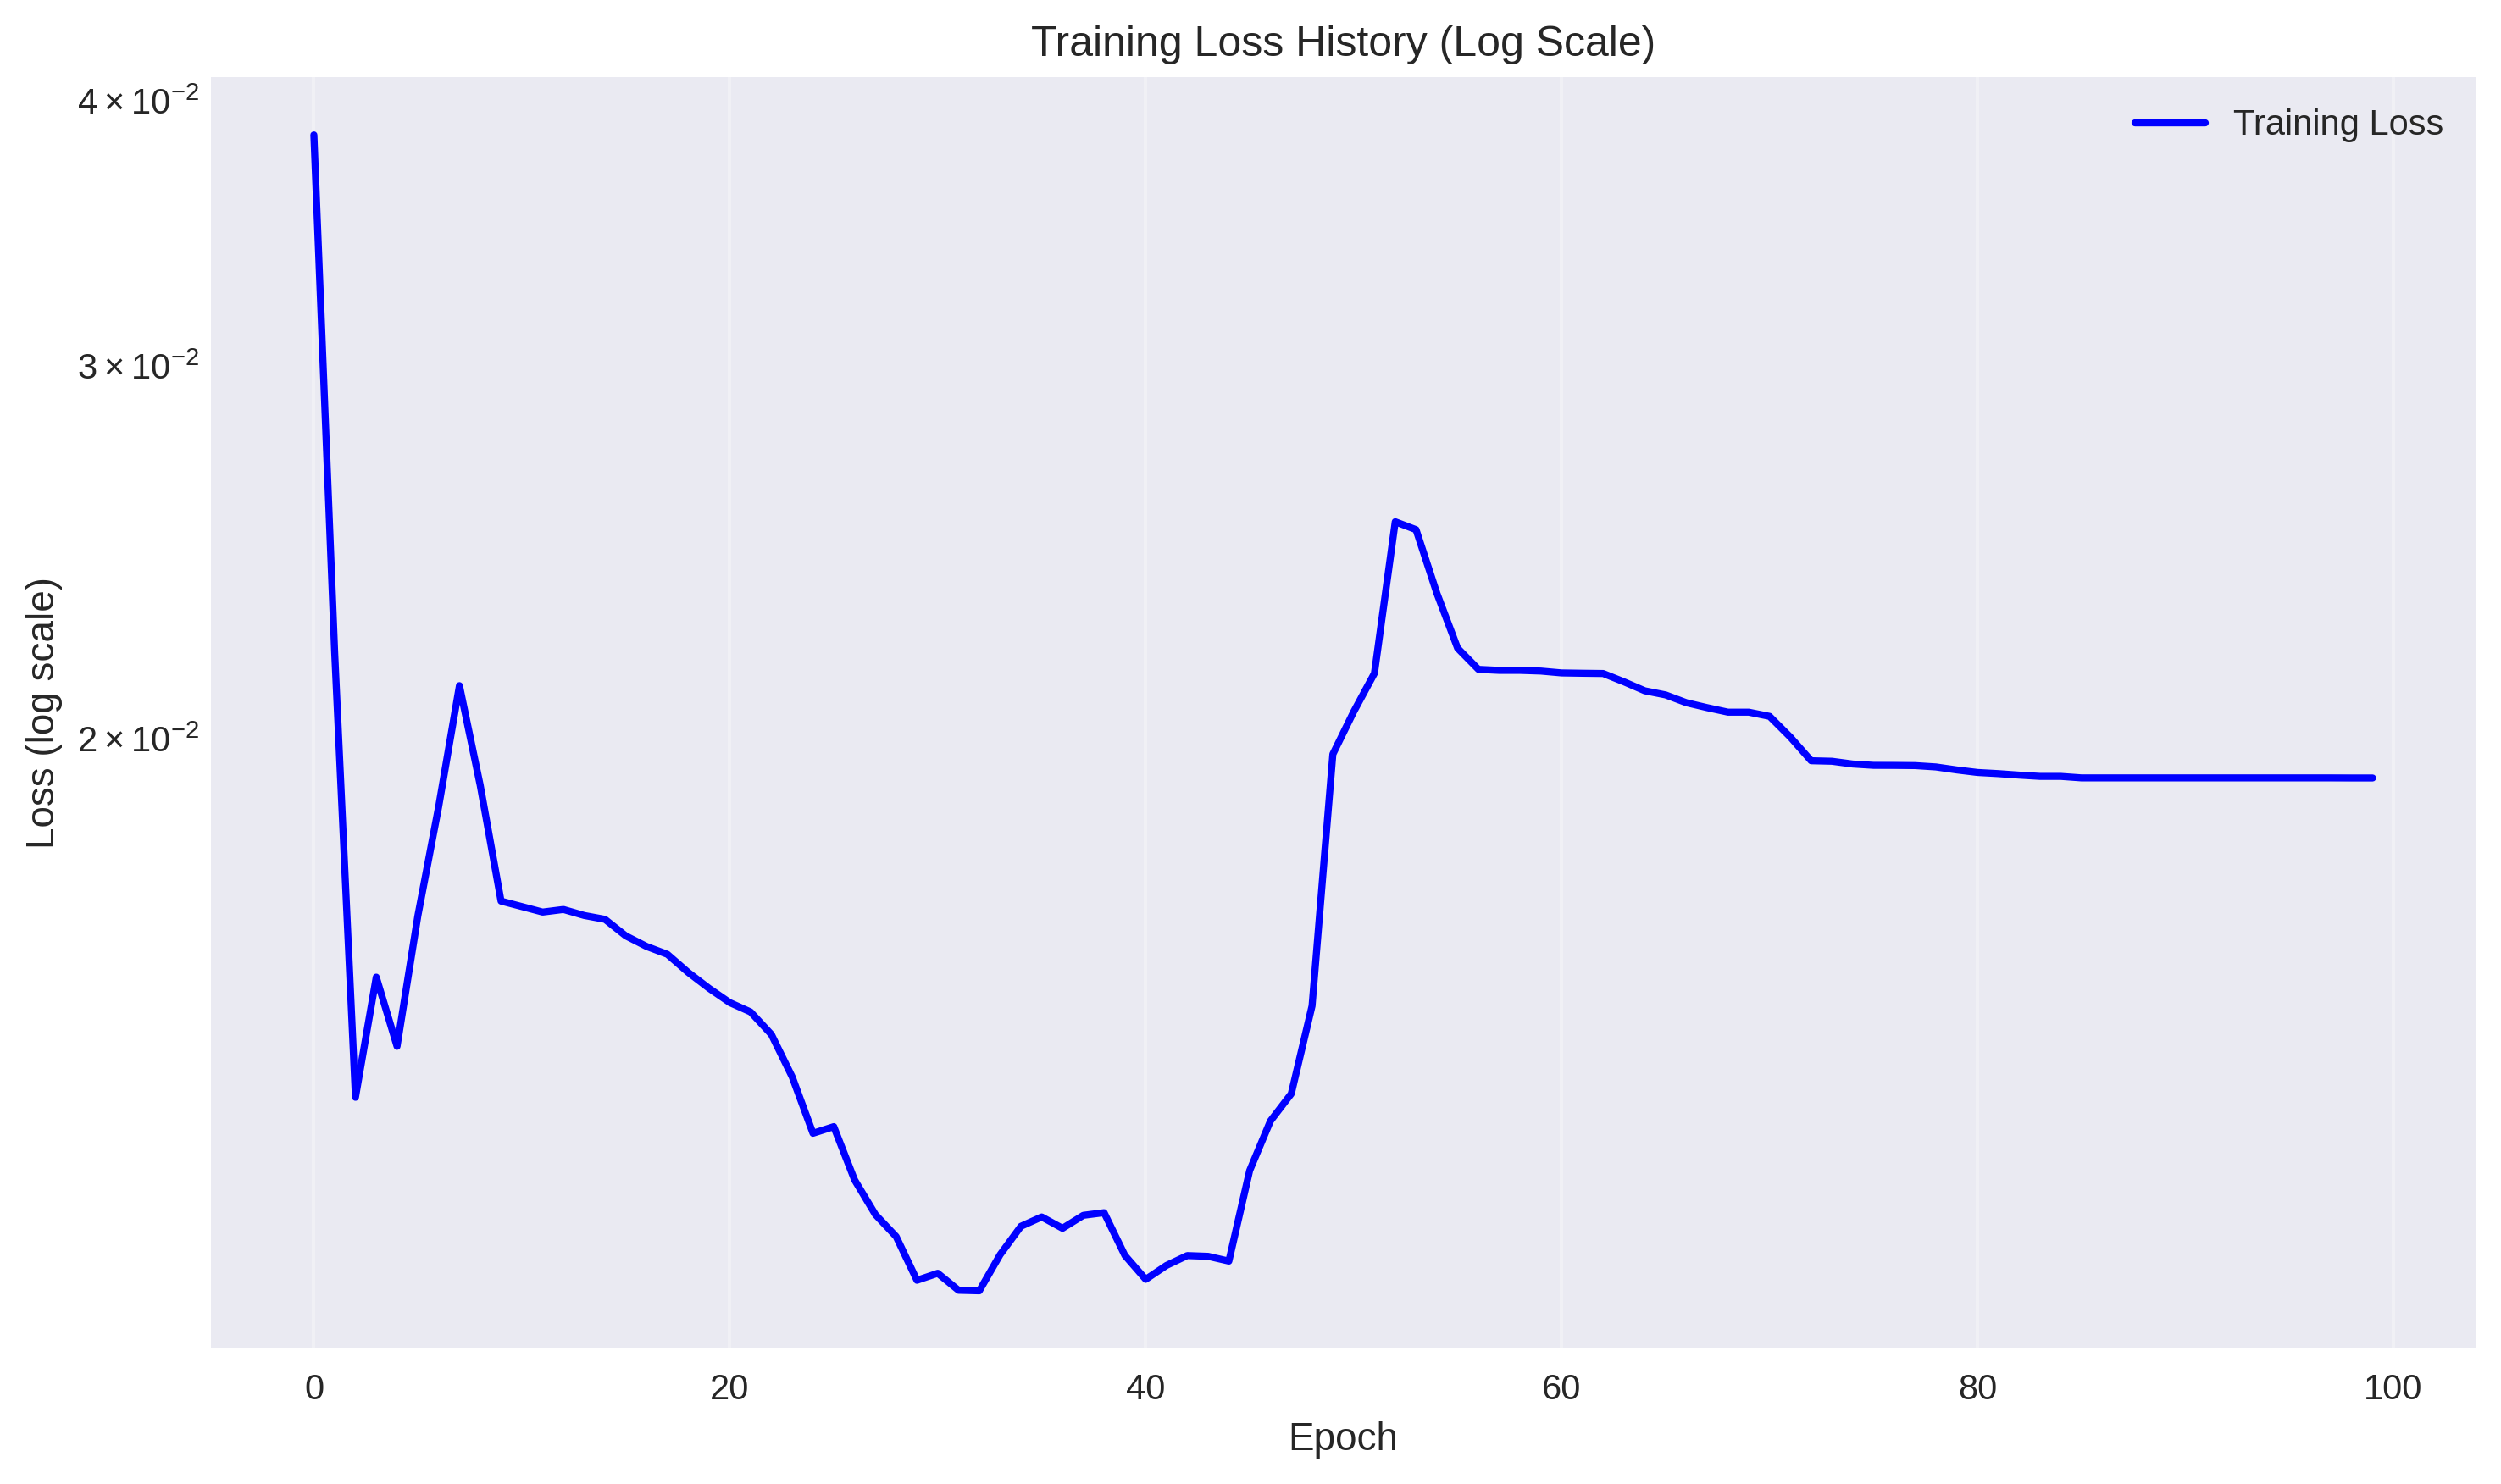 Training Loss History (Log Scale)
Training Loss
4 × 10⁻²
3 × 10⁻²
2 × 10⁻²
Loss (log scale)
0 20 40 60 80 100
Epoch